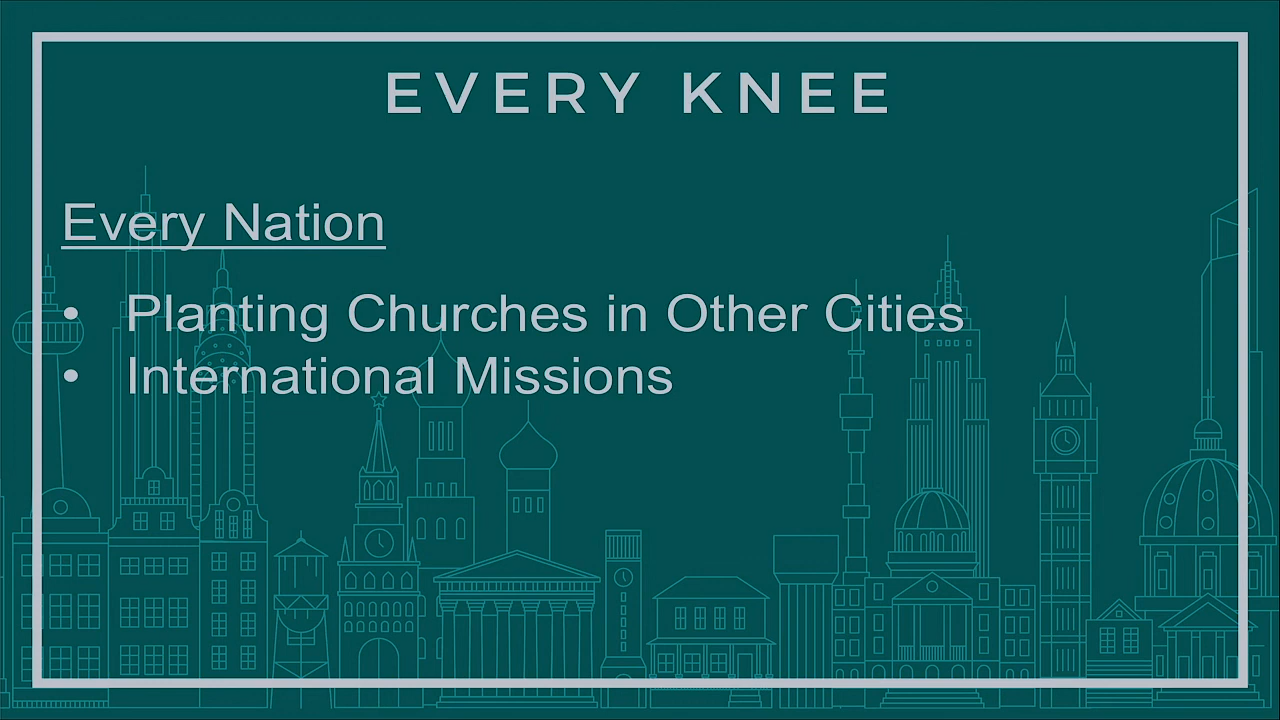 EVERY KNEE
Every Nation
• Planting Churches in Other Cities
• International Missions